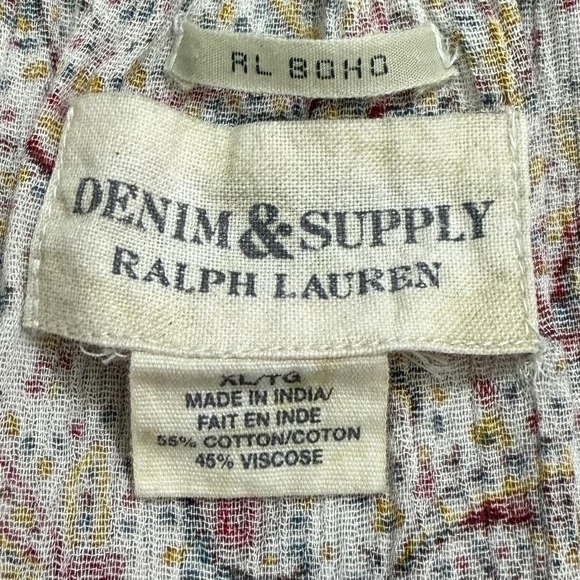 RL BOHO
DENIM & SUPPLY
RALPH LAUREN
XL/TG
MADE IN INDIA/
FAIT EN INDE
55% COTTON/COTON
45% VISCOSE